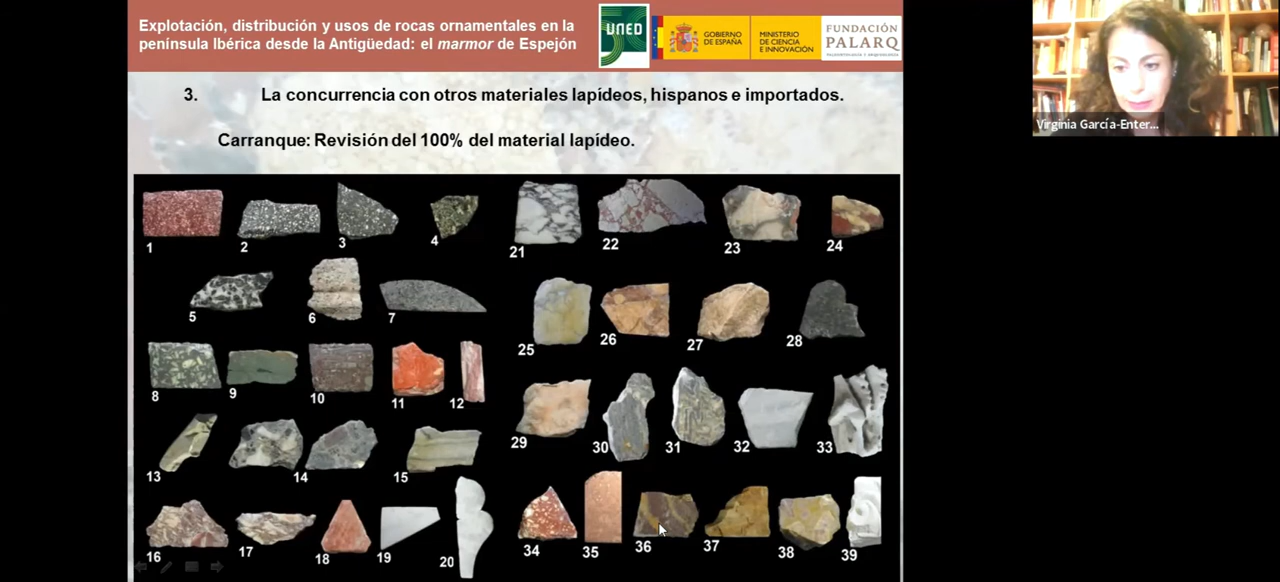 Explotación, distribución y usos de rocas ornamentales en la
península Ibérica desde la Antigüedad: el marmor de Espejón
UNED
GOBIERNO
DE ESPAÑA
MINISTERIO
DE CIENCIA
E INNOVACIÓN
FUNDACIÓN
PALARQ
Virginia García-Enter...
3. La concurrencia con otros materiales lapídeos, hispanos e importados.
Carranque: Revisión del 100% del material lapídeo.
1 2 3 4 21 22 23 24
5 6 7 25 26 27 28
8 9 10 11 12 29 30 31 32 33
13 14 15
16 17 18 19 20 34 35 36 37 38 39